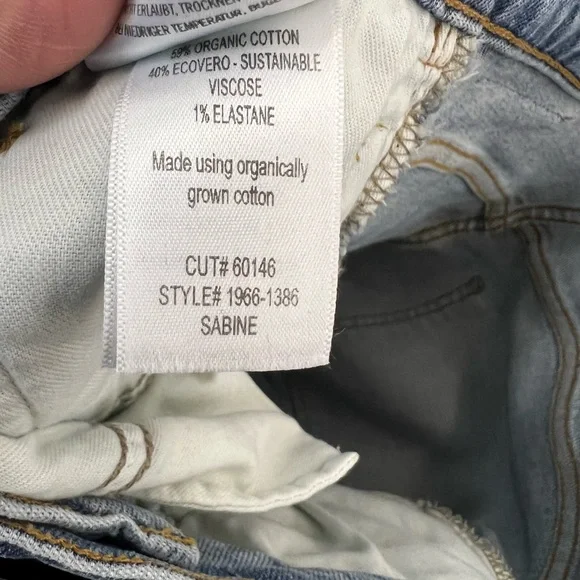 ERLAUBT, TROCKNEN
NIEDRIGER TEMPERATUR, BÜGE
59% ORGANIC COTTON
40% ECOVERO - SUSTAINABLE
VISCOSE
1% ELASTANE
Made using organically
grown cotton
CUT# 60146
STYLE# 1966-1386
SABINE